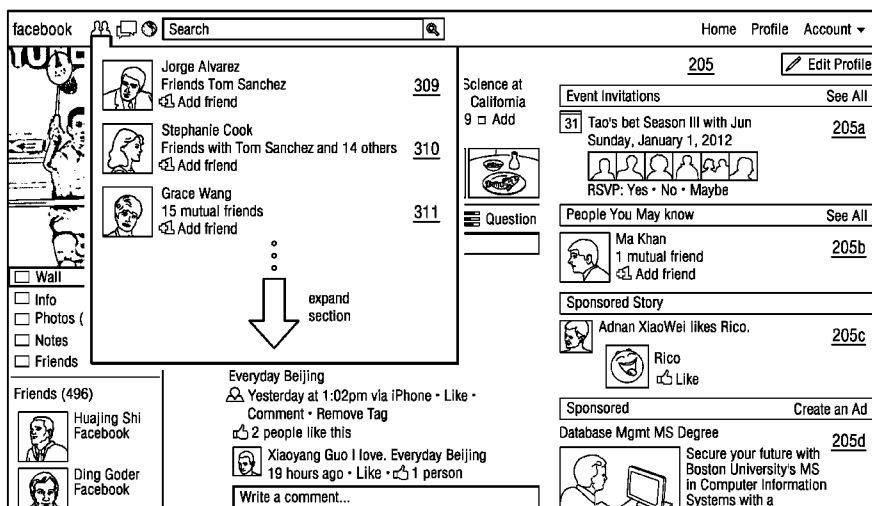 facebook
Search
Home Profile Account
Jorge Alvarez
Friends Tom Sanchez
Add friend
309
Stephanie Cook
Friends with Tom Sanchez and 14 others
Add friend
310
Grace Wang
15 mutual friends
Add friend
311
expand
section
Science at
California
9 □ Add
Question
205
Edit Profile
Event Invitations See All
31
Tao's bet Season III with Jun
Sunday, January 1, 2012
205a
RSVP: Yes • No • Maybe
People You May know See All
Ma Khan
1 mutual friend
Add friend
205b
Sponsored Story
Adnan XiaoWei likes Rico.
205c
Rico
Like
Sponsored Create an Ad
Database Mgmt MS Degree
205d
Secure your future with
Boston University's MS
in Computer Information
Systems with a
Wall
Info
Photos (
Notes
Friends
Friends (496)
Huajing Shi
Facebook
Ding Goder
Facebook
Everyday Beijing
Yesterday at 1:02pm via iPhone • Like •
Comment • Remove Tag
2 people like this
Xiaoyang Guo I love. Everyday Beijing
19 hours ago • Like • 1 person
Write a comment...